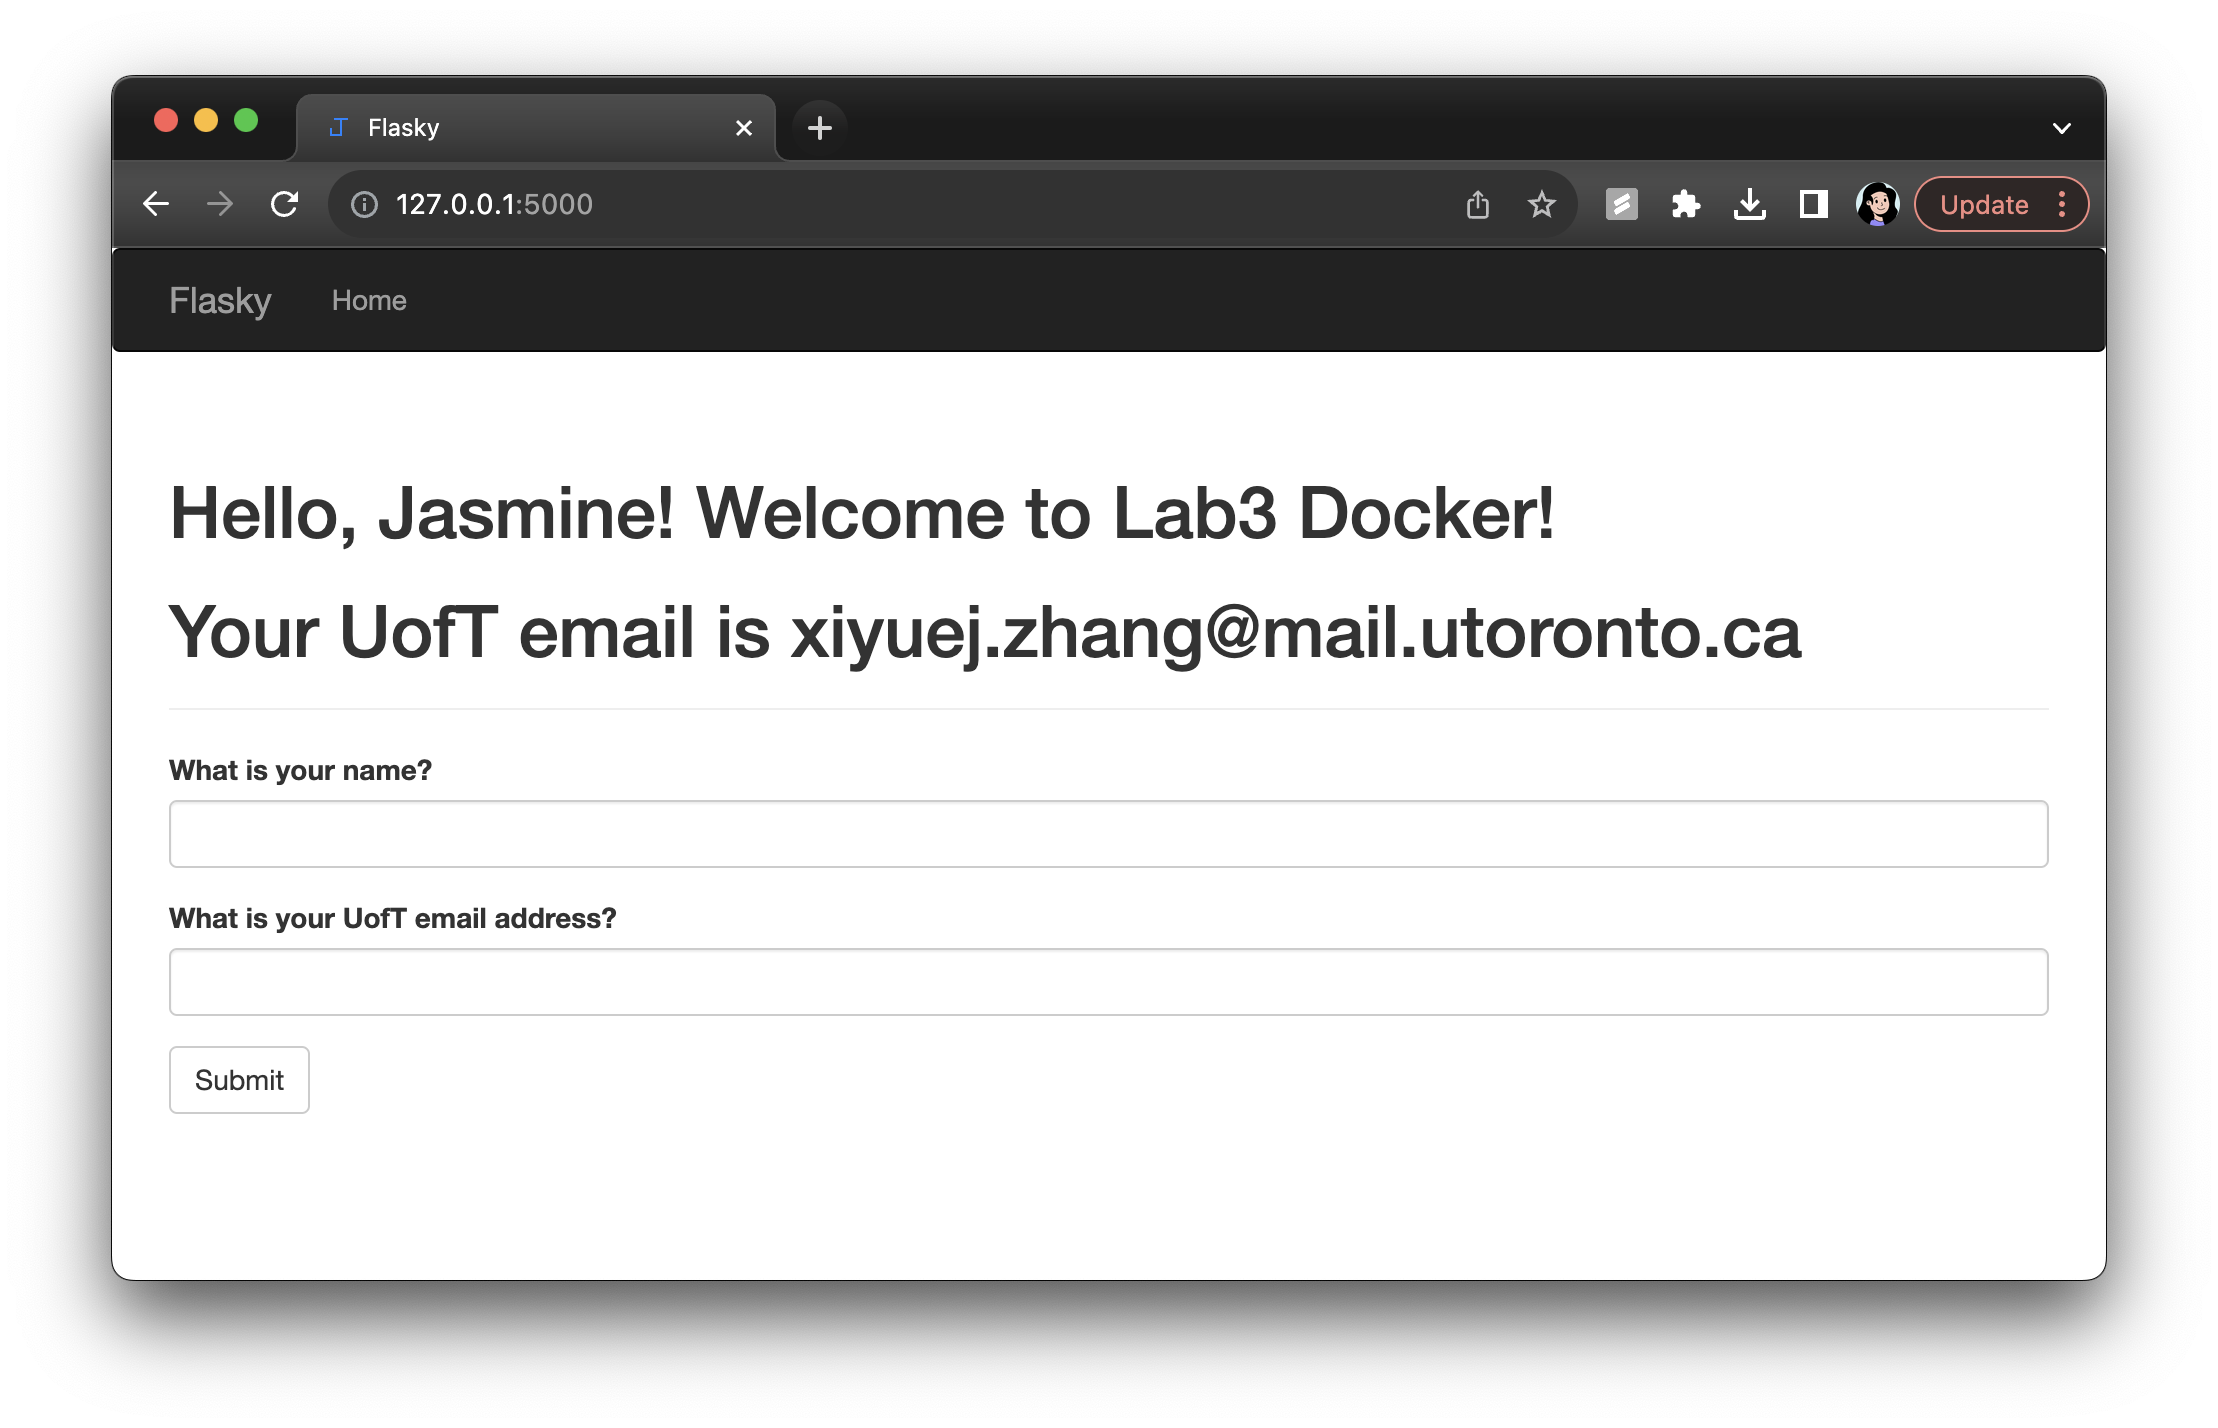 Flasky
127.0.0.1:5000
Update
Flasky Home
Hello, Jasmine! Welcome to Lab3 Docker!
Your UofT email is xiyuej.zhang@mail.utoronto.ca
What is your name?
What is your UofT email address?
Submit